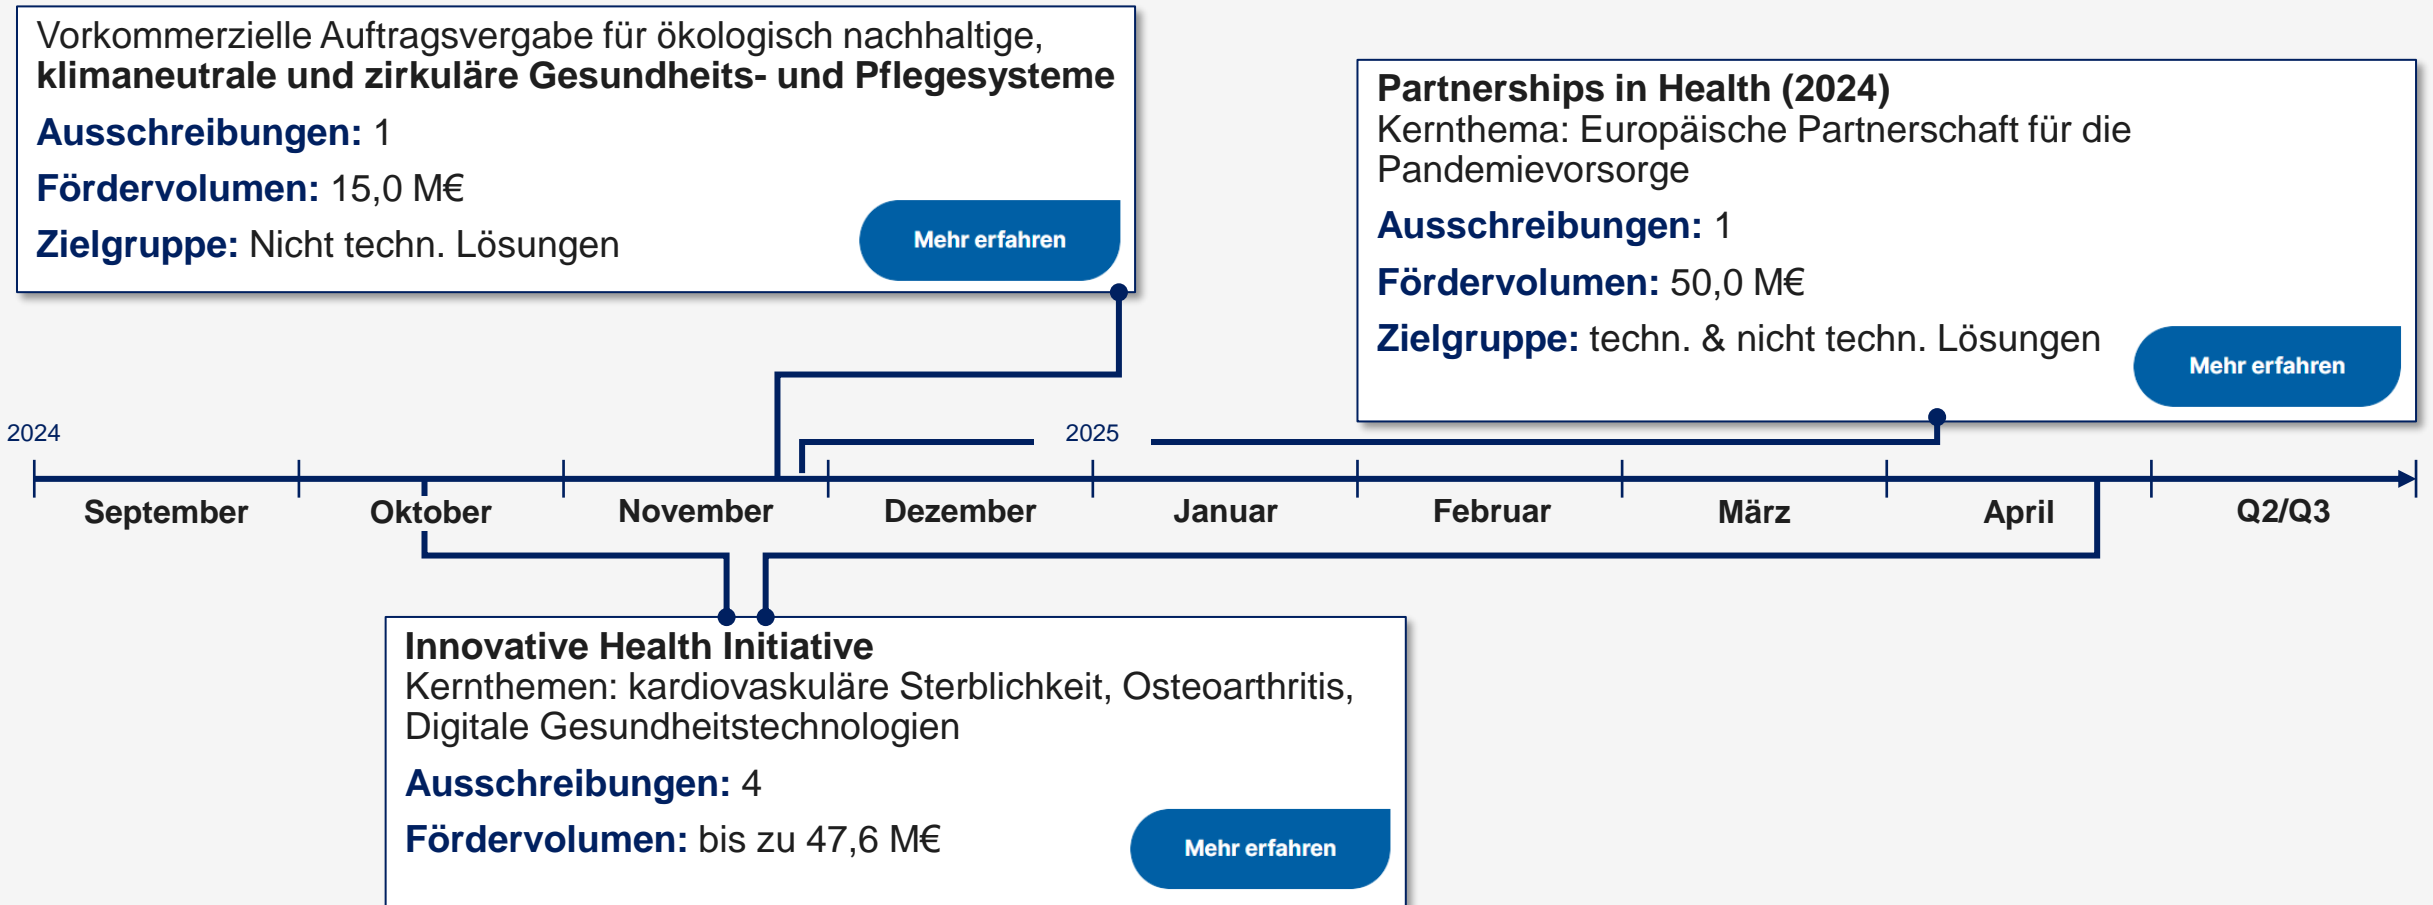 Vorkommerzielle Auftragsvergabe für ökologisch nachhaltige,
klimaneutrale und zirkuläre Gesundheits- und Pflegesysteme
Ausschreibungen: 1
Fördervolumen: 15,0 M€
Zielgruppe: Nicht techn. Lösungen
Mehr erfahren
Partnerships in Health (2024)
Kernthema: Europäische Partnerschaft für die
Pandemievorsorge
Ausschreibungen: 1
Fördervolumen: 50,0 M€
Zielgruppe: techn. & nicht techn. Lösungen
Mehr erfahren
2024
2025
September
Oktober
November
Dezember
Januar
Februar
März
April
Q2/Q3
Innovative Health Initiative
Kernthemen: kardiovaskuläre Sterblichkeit, Osteoarthritis,
Digitale Gesundheitstechnologien
Ausschreibungen: 4
Fördervolumen: bis zu 47,6 M€
Mehr erfahren